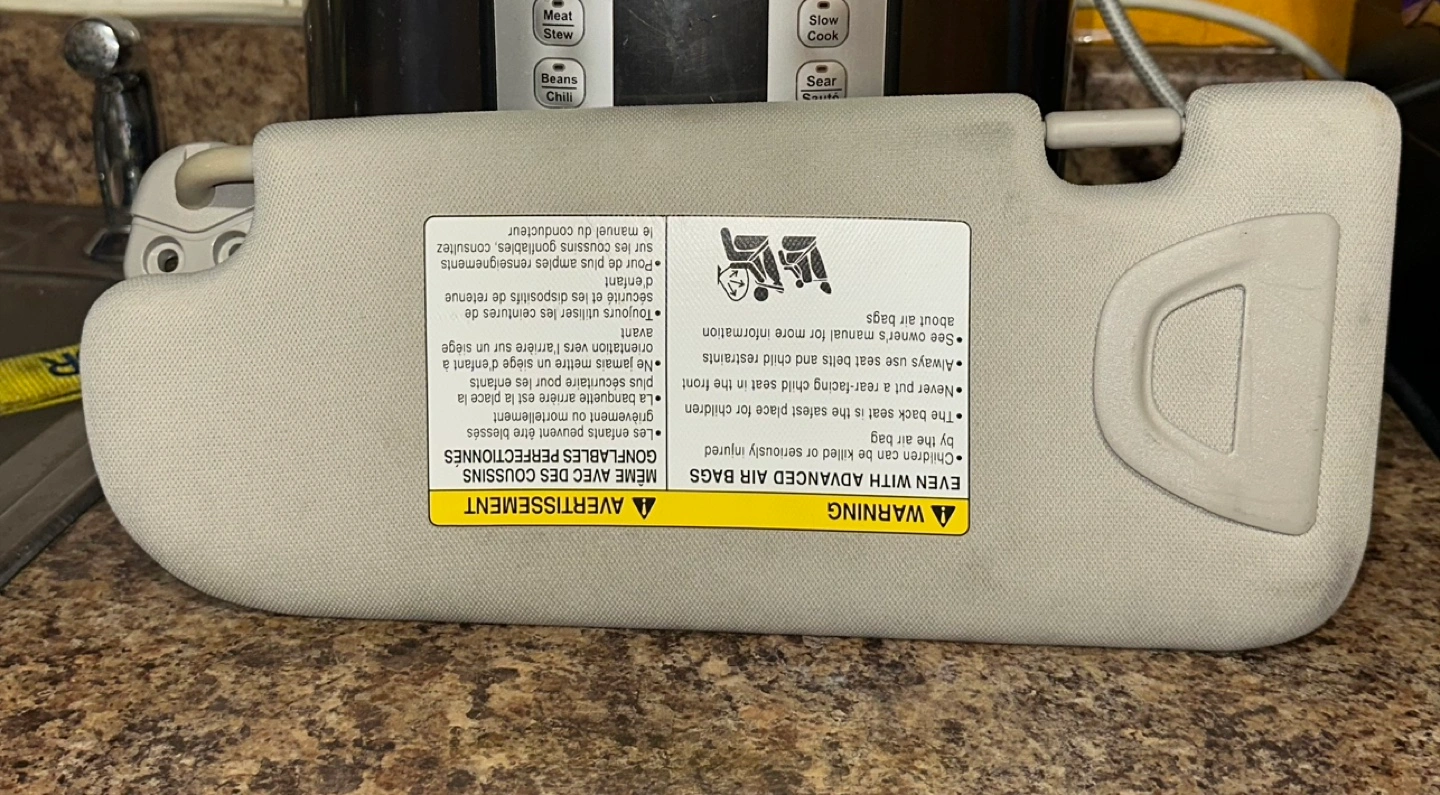 Meat
Stew
Beans
Chili
Slow
Cook
Sear
Sauté
WARNING
EVEN WITH ADVANCED AIR BAGS
•Children can be killed or seriously injured
by the air bag
•The back seat is the safest place for children
•Never put a rear-facing child seat in the front
•Always use seat belts and child restraints
•See owner's manual for more information
about air bags
AVERTISSEMENT
MÊME AVEC DES COUSSINS
GONFLABLES PERFECTIONNÉS
•Les enfants peuvent être blessés
grièvement ou mortellement
•La banquette arrière est la place la
plus sécuritaire pour les enfants
•Ne jamais mettre un siège d'enfant à
orientation vers l'arrière sur un siège
avant
•Toujours utiliser les ceintures de
sécurité et les dispositifs de retenue
d'enfant
•Pour de plus amples renseignements
sur les coussins gonflables, consultez
le manuel du conducteur